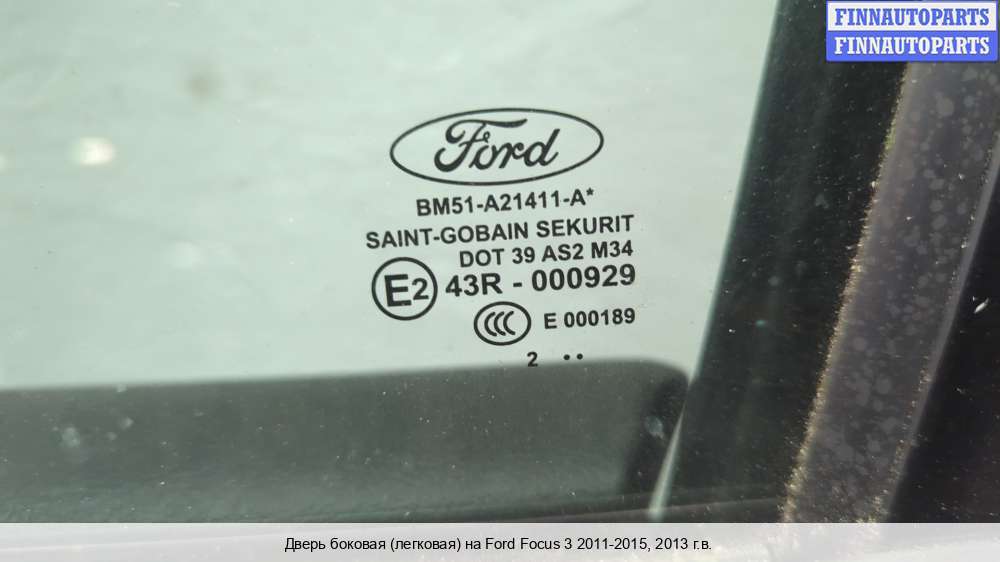 FINNAUTOPARTS
FINNAUTOPARTS
Ford
BM51-A21411-A*
SAINT-GOBAIN SEKURIT
DOT 39 AS2 M34
E2 43R - 000929
CCC E 000189
2 ..
Дверь боковая (легковая) на Ford Focus 3 2011-2015, 2013 г.в.